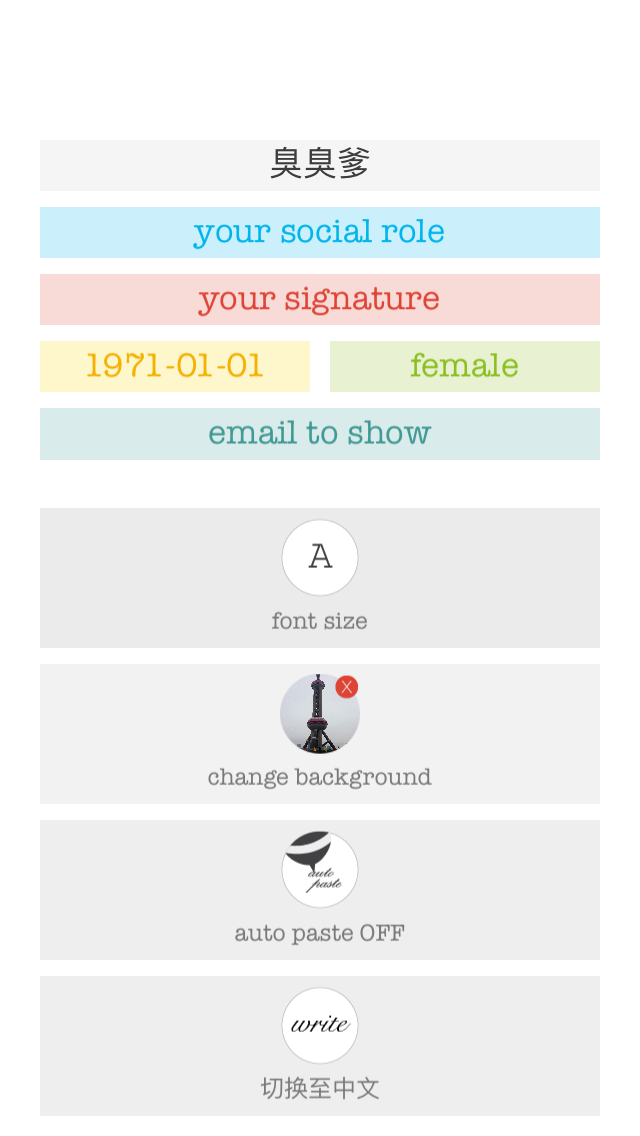 臭臭爹
your social role
your signature
1971-01-01 female
email to show
A
font size
X
change background
auto
paste
auto paste OFF
write
切换至中文